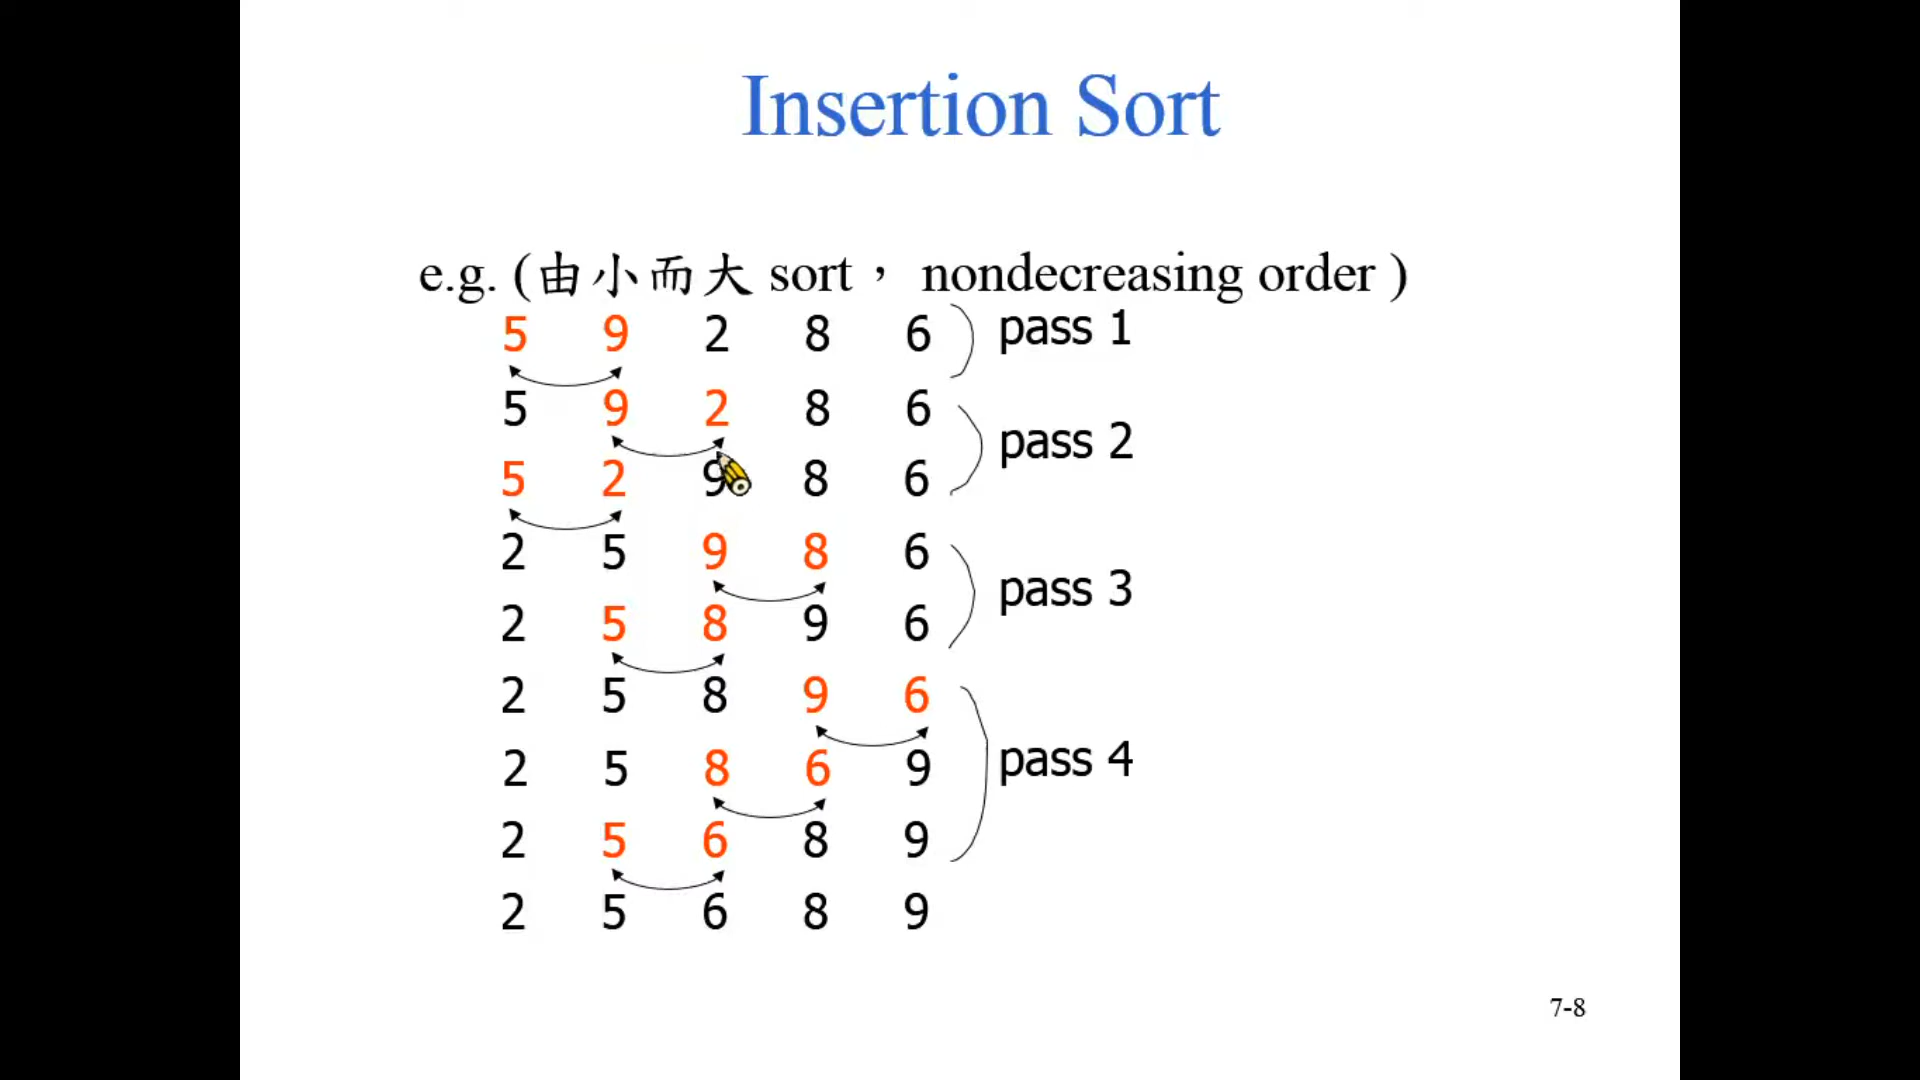 Insertion Sort
e.g. (由小而大 sort， nondecreasing order )
5 9 2 8 6 pass 1
5 9 2 8 6
pass 2
5 2 9 8 6
2 5 9 8 6
pass 3
2 5 8 9 6
2 5 8 9 6
2 5 8 6 9 pass 4
2 5 6 8 9
2 5 6 8 9
7-8